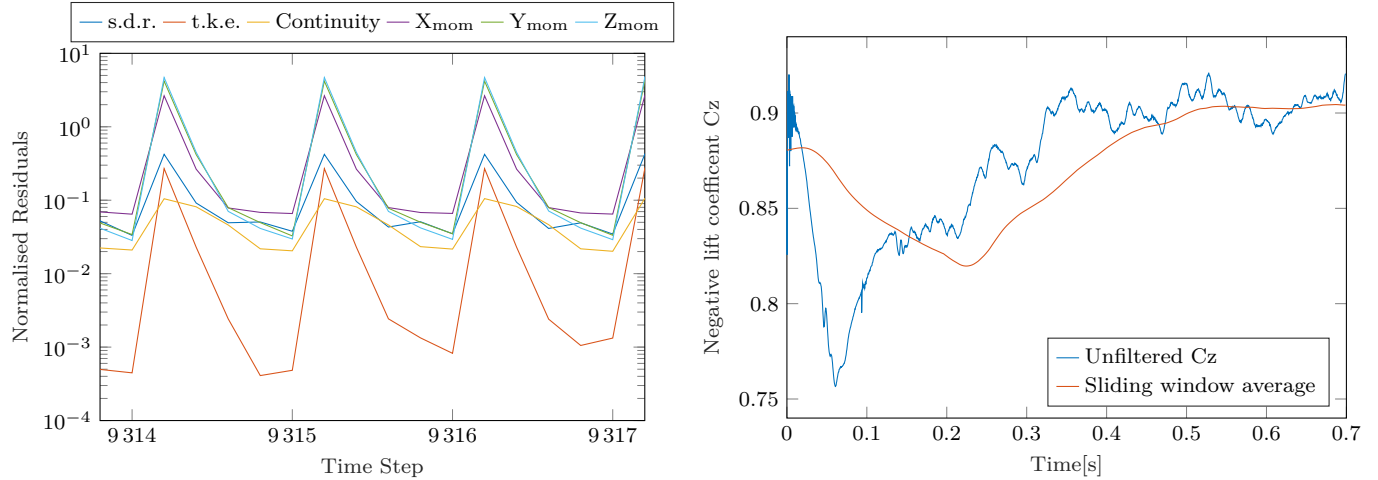 s.d.r. t.k.e. Continuity X_mom Y_mom Z_mom
10^1
10^0
10^−1
10^−2
10^−3
10^−4
Normalised Residuals
9 314 9 315 9 316 9 317
Time Step
0.9
0.85
0.8
0.75
Negative lift coefficent Cz
Unfiltered Cz
Sliding window average
0 0.1 0.2 0.3 0.4 0.5 0.6 0.7
Time[s]